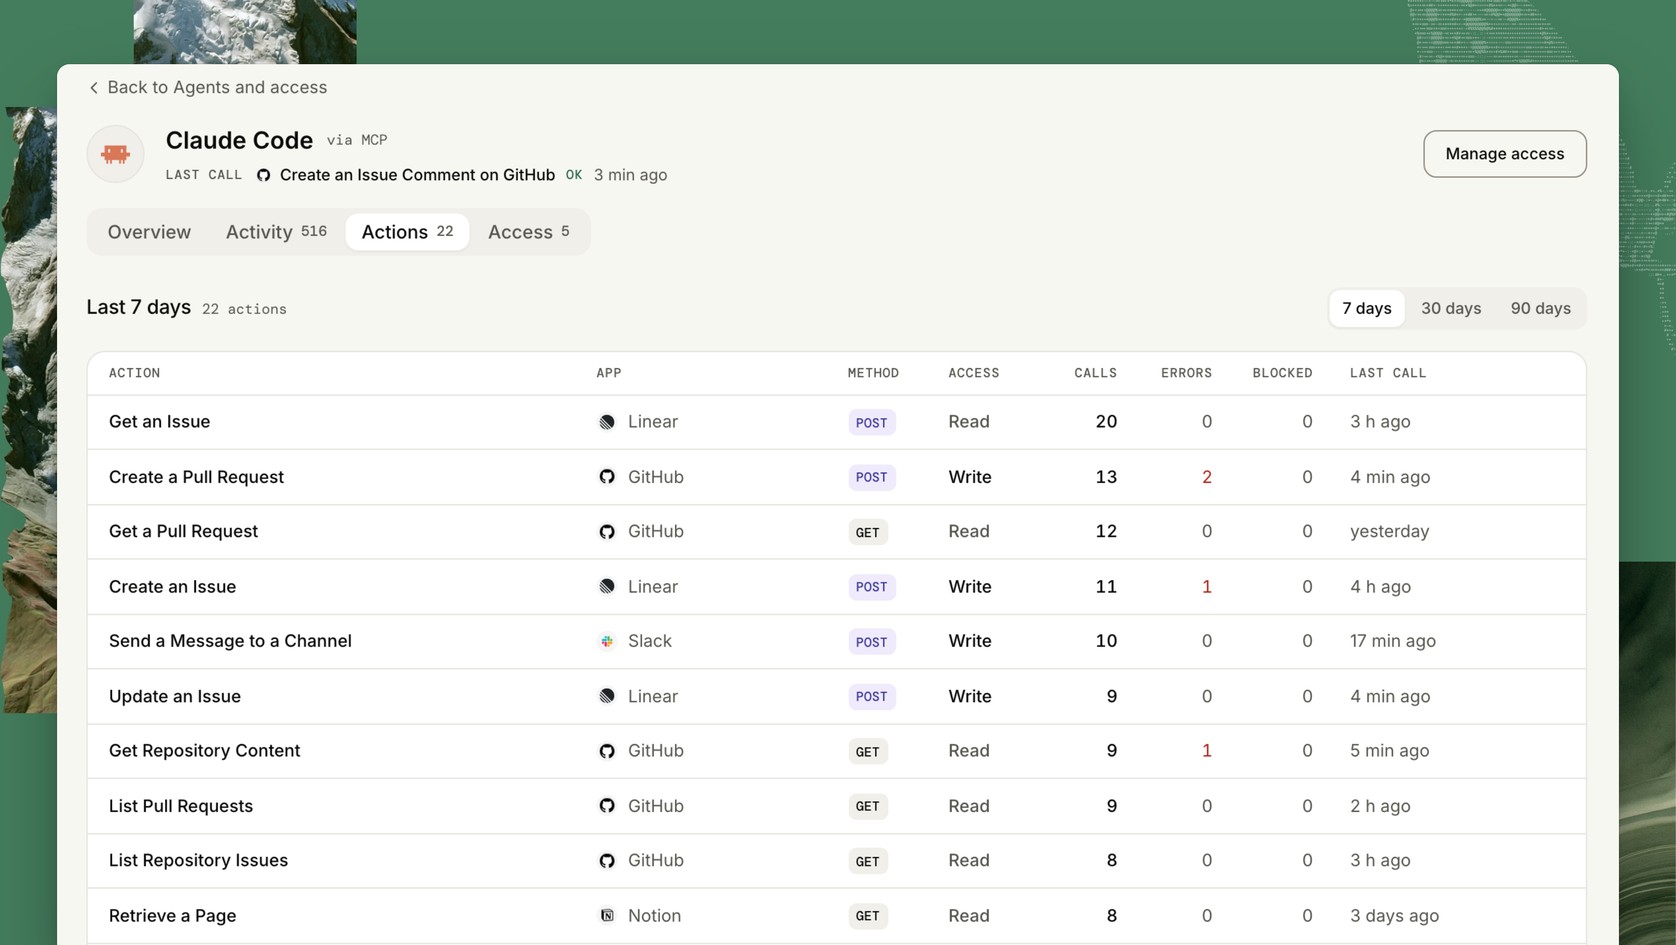 Back to Agents and access
Claude Code via MCP
LAST CALL Create an Issue Comment on GitHub OK 3 min ago
Manage access
Overview Activity 516 Actions 22 Access 5
Last 7 days 22 actions
7 days 30 days 90 days
ACTION APP METHOD ACCESS CALLS ERRORS BLOCKED LAST CALL
Get an Issue Linear POST Read 20 0 0 3 h ago
Create a Pull Request GitHub POST Write 13 2 0 4 min ago
Get a Pull Request GitHub GET Read 12 0 0 yesterday
Create an Issue Linear POST Write 11 1 0 4 h ago
Send a Message to a Channel Slack POST Write 10 0 0 17 min ago
Update an Issue Linear POST Write 9 0 0 4 min ago
Get Repository Content GitHub GET Read 9 1 0 5 min ago
List Pull Requests GitHub GET Read 9 0 0 2 h ago
List Repository Issues GitHub GET Read 8 0 0 3 h ago
Retrieve a Page Notion GET Read 8 0 0 3 days ago